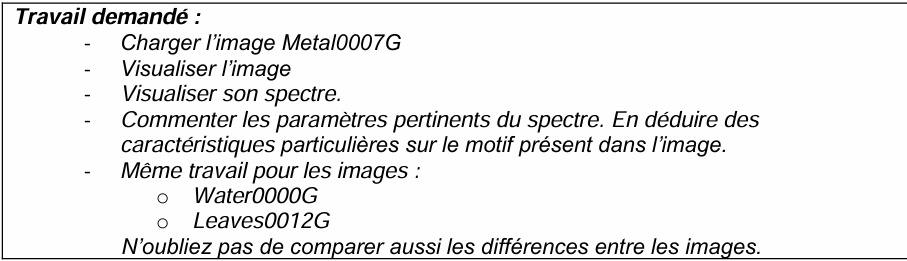 Travail demandé :
- Charger l'image Metal0007G
- Visualiser l'image
- Visualiser son spectre.
- Commenter les paramètres pertinents du spectre. En déduire des
caractéristiques particulières sur le motif présent dans l'image.
- Même travail pour les images :
o Water0000G
o Leaves0012G
N'oubliez pas de comparer aussi les différences entre les images.